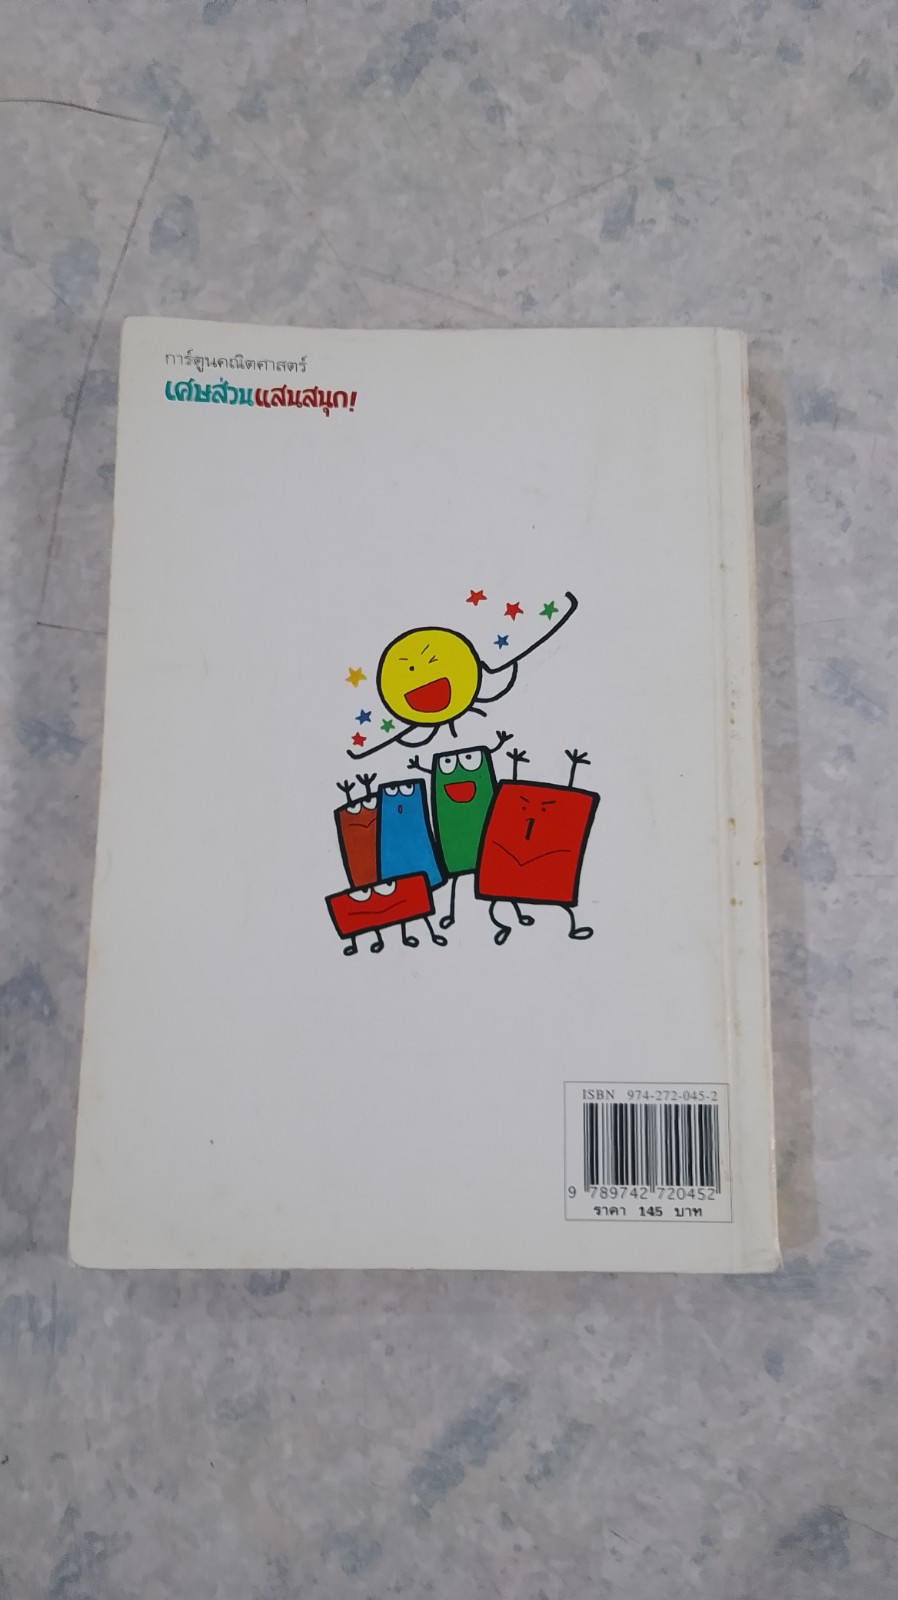 การ์ตูนคณิตศาสตร์
เศษส่วนแสนสนุก!
1
ISBN 974-272-045-2
9 789742 720452
ราคา 145 บาท